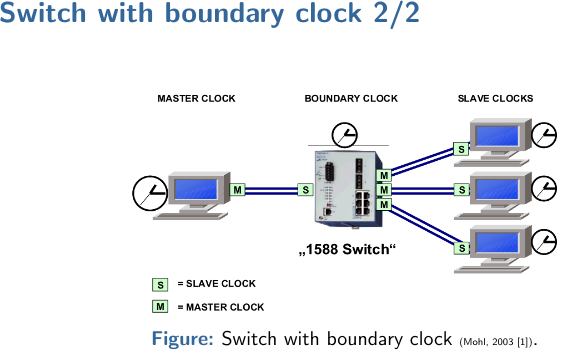 Switch with boundary clock 2/2
MASTER CLOCK BOUNDARY CLOCK SLAVE CLOCKS
S
M
M S M S
M
S
„1588 Switch“
S = SLAVE CLOCK
M = MASTER CLOCK
Figure: Switch with boundary clock (Mohl, 2003 [1]).